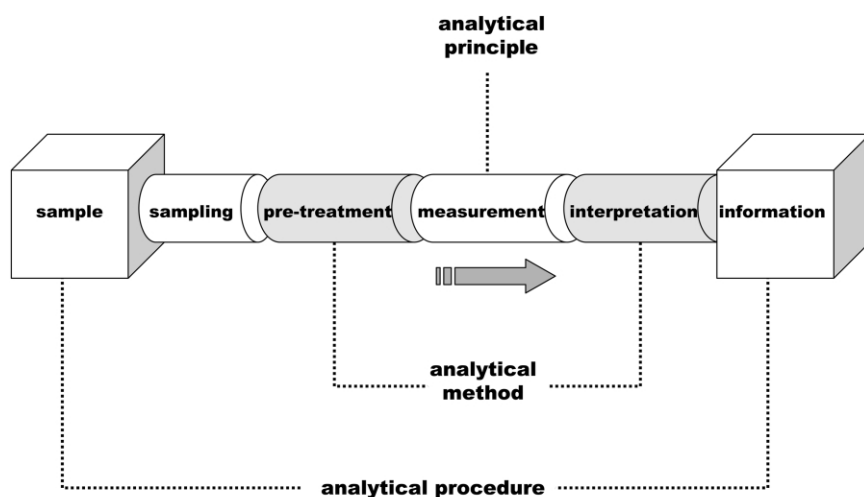 analytical
principle
sample
sampling
pre-treatment
measurement
interpretation
information
analytical
method
analytical procedure